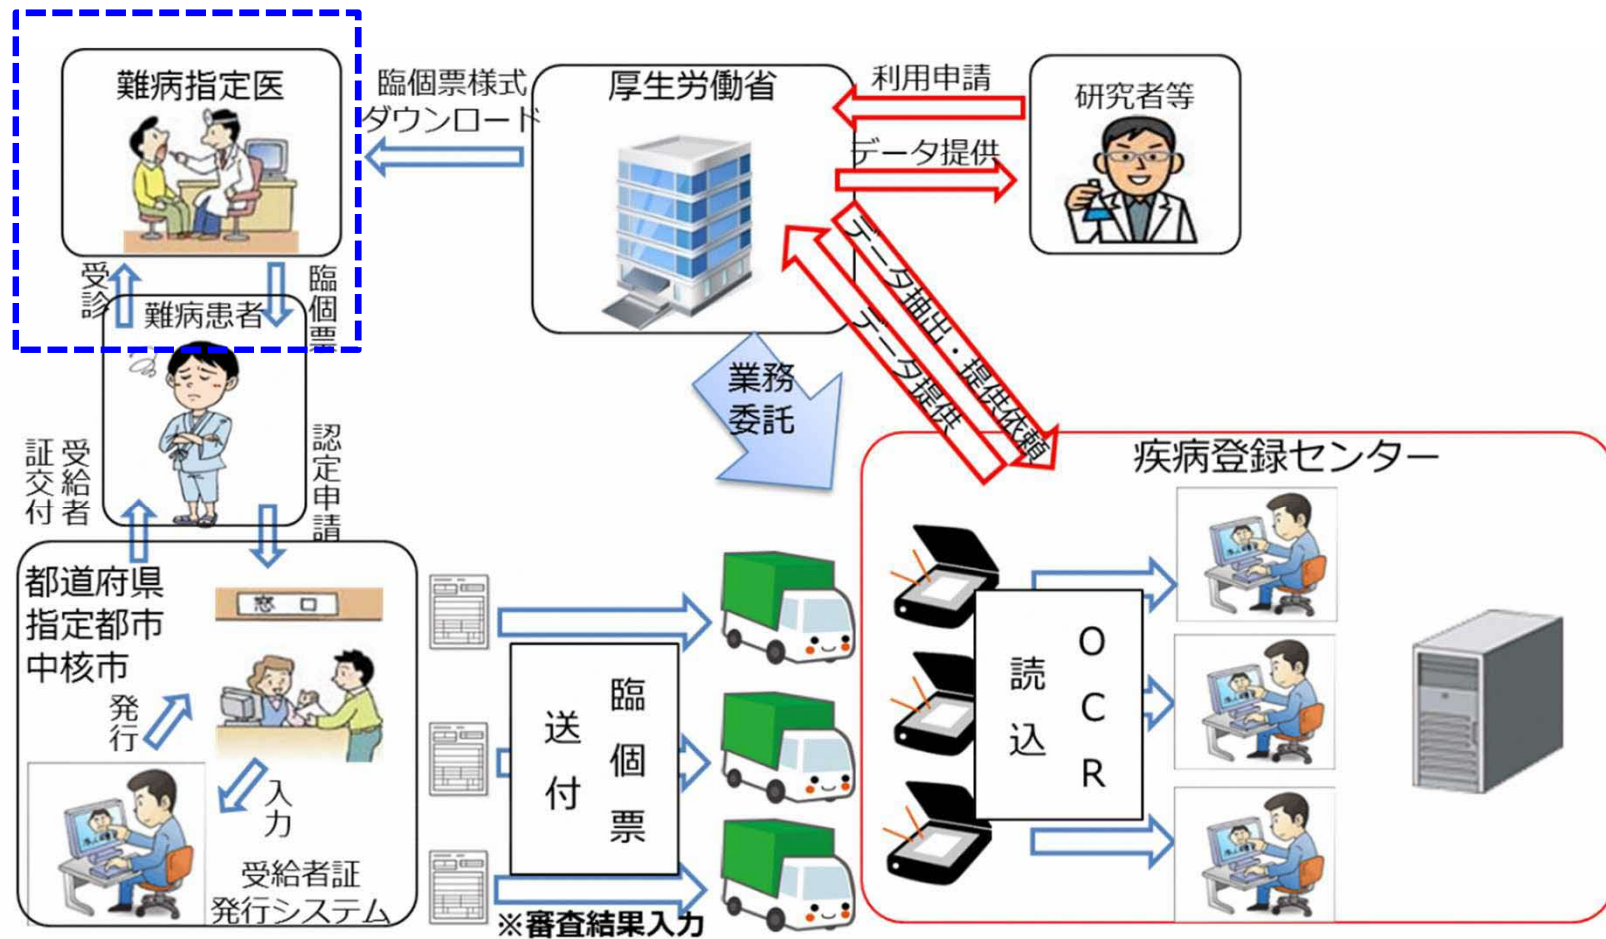 難病指定医
臨個票様式
ダウンロード
厚生労働省
利用申請
データ提供
研究者等
受診
難病患者
臨個票
データ抽出・提供依頼
データ提供
業務
委託
受給者
証交付
認定申請
疾病登録センター
都道府県
指定都市
中核市
窓口
発行
入力
受給者証
発行システム
臨個票
送付
※審査結果入力
OCR
読込